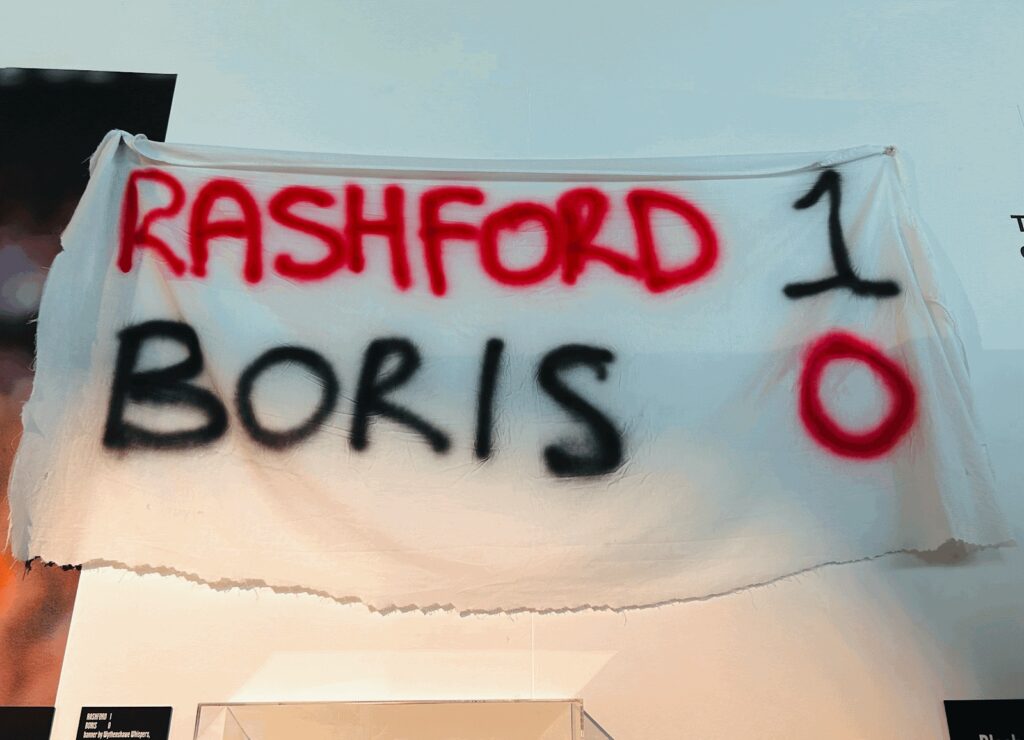 RASHFORD 1
BORIS 0
RASHFORD 1
BORIS 0
banner by Wythenshawe Whispers,